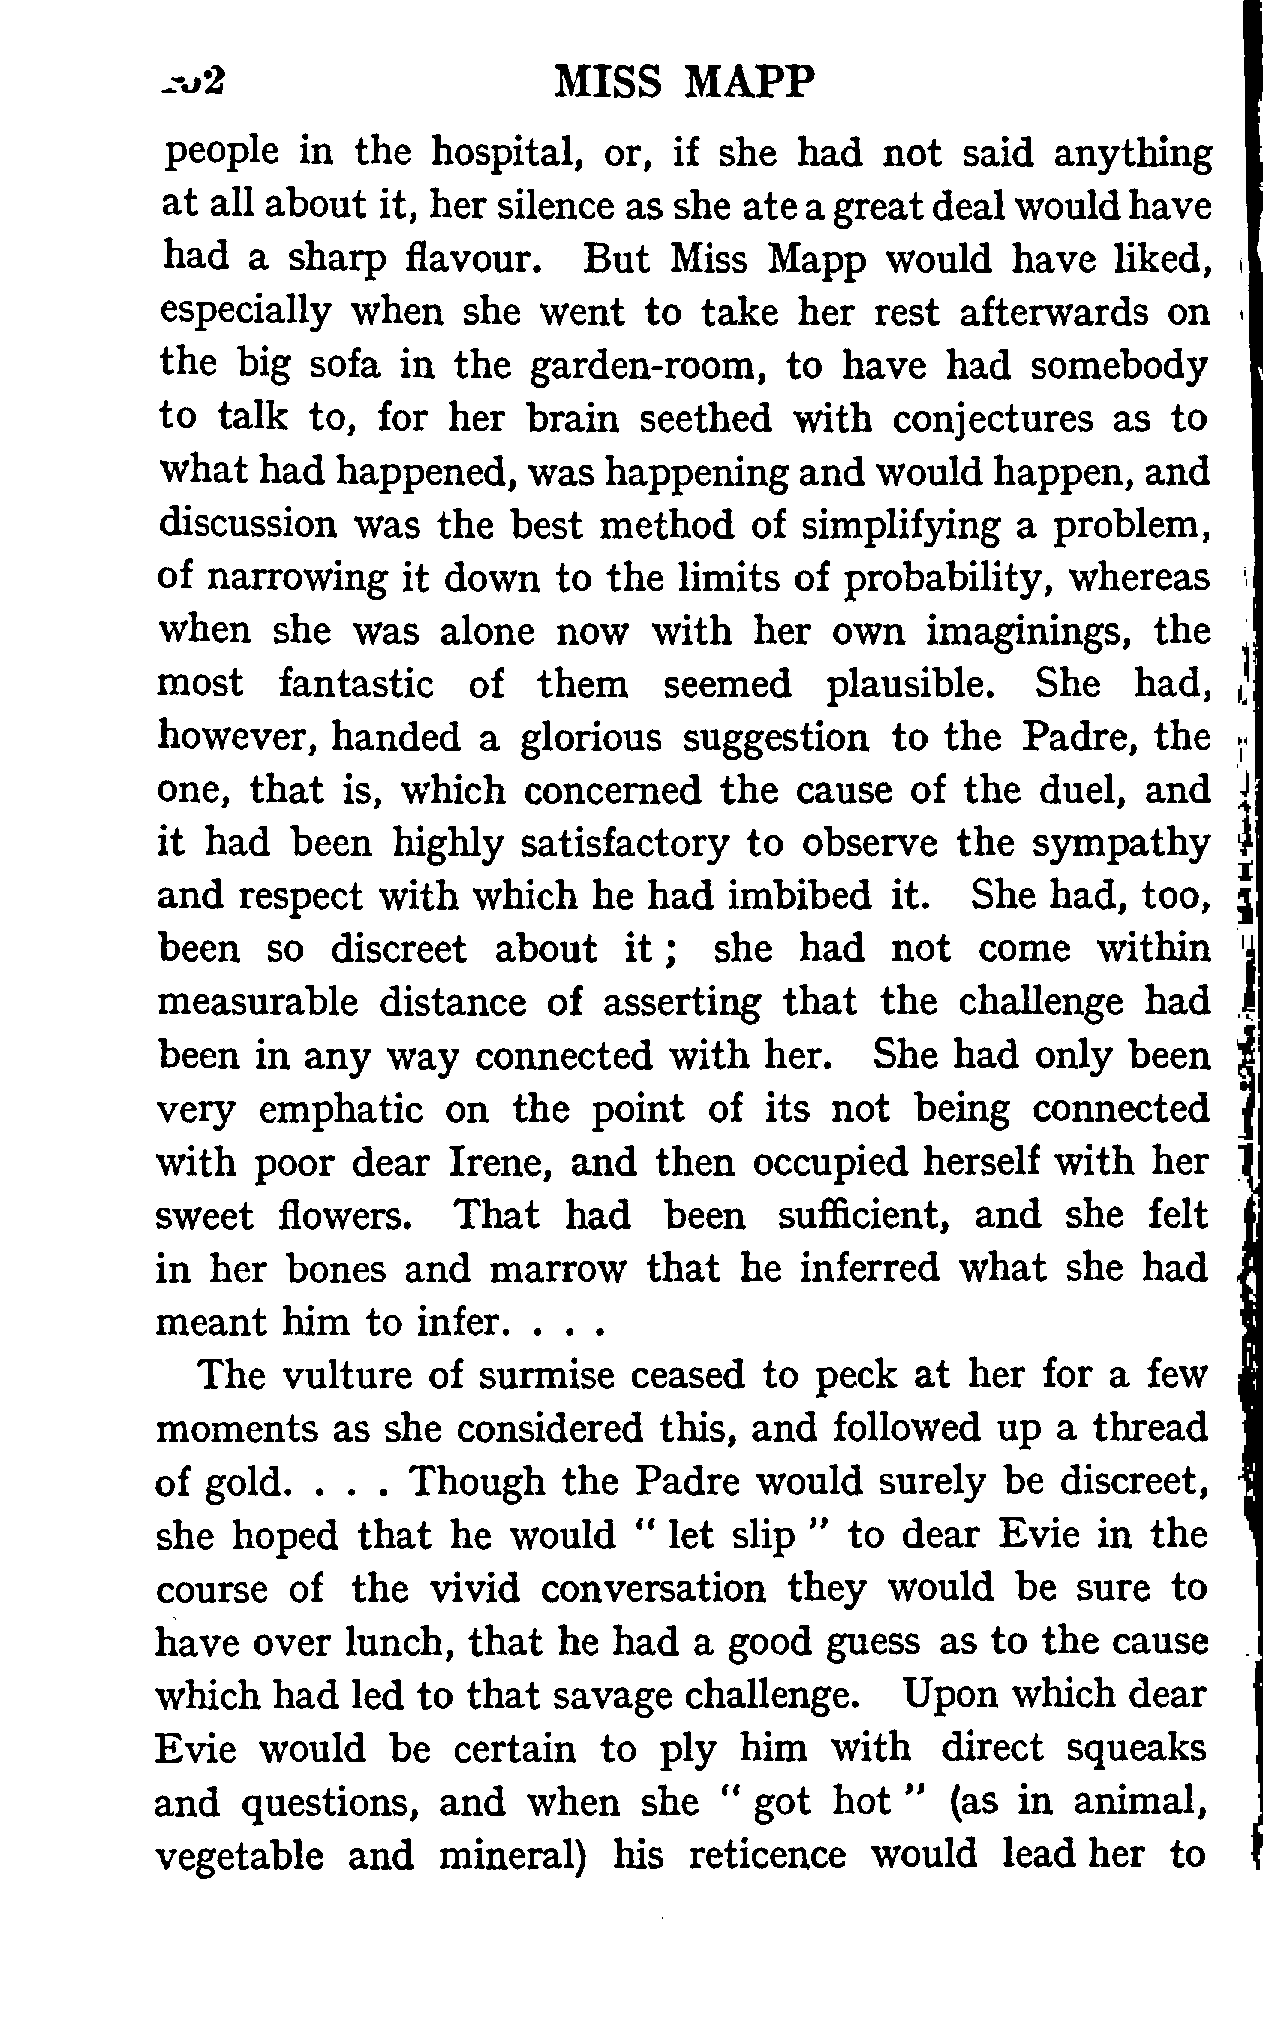 MISS MAPP
people in the hospital, or, if she had not said anything
at all about it, her silence as she ate a great deal would have
had a sharp flavour. But Miss Mapp would have liked,
especially when she went to take her rest afterwards on
the big sofa in the garden-room, to have had somebody
to talk to, for her brain seethed with conjectures as to
what had happened, was happening and would happen, and
discussion was the best method of simplifying a problem,
of narrowing it down to the limits of probability, whereas
when she was alone now with her own imaginings, the
most fantastic of them seemed plausible. She had,
however, handed a glorious suggestion to the Padre, the
one, that is, which concerned the cause of the duel, and
it had been highly satisfactory to observe the sympathy
and respect with which he had imbibed it. She had, too,
been so discreet about it ; she had not come within
measurable distance of asserting that the challenge had
been in any way connected with her. She had only been
very emphatic on the point of its not being connected
with poor dear Irene, and then occupied herself with her
sweet flowers. That had been sufficient, and she felt
in her bones and marrow that he inferred what she had
meant him to infer. . . .
The vulture of surmise ceased to peck at her for a few
moments as she considered this, and followed up a thread
of gold. . . . Though the Padre would surely be discreet,
she hoped that he would " let slip " to dear Evie in the
course of the vivid conversation they would be sure to
have over lunch, that he had a good guess as to the cause
which had led to that savage challenge. Upon which dear
Evie would be certain to ply him with direct squeaks
and questions, and when she " got hot " (as in animal,
vegetable and mineral) his reticence would lead her to